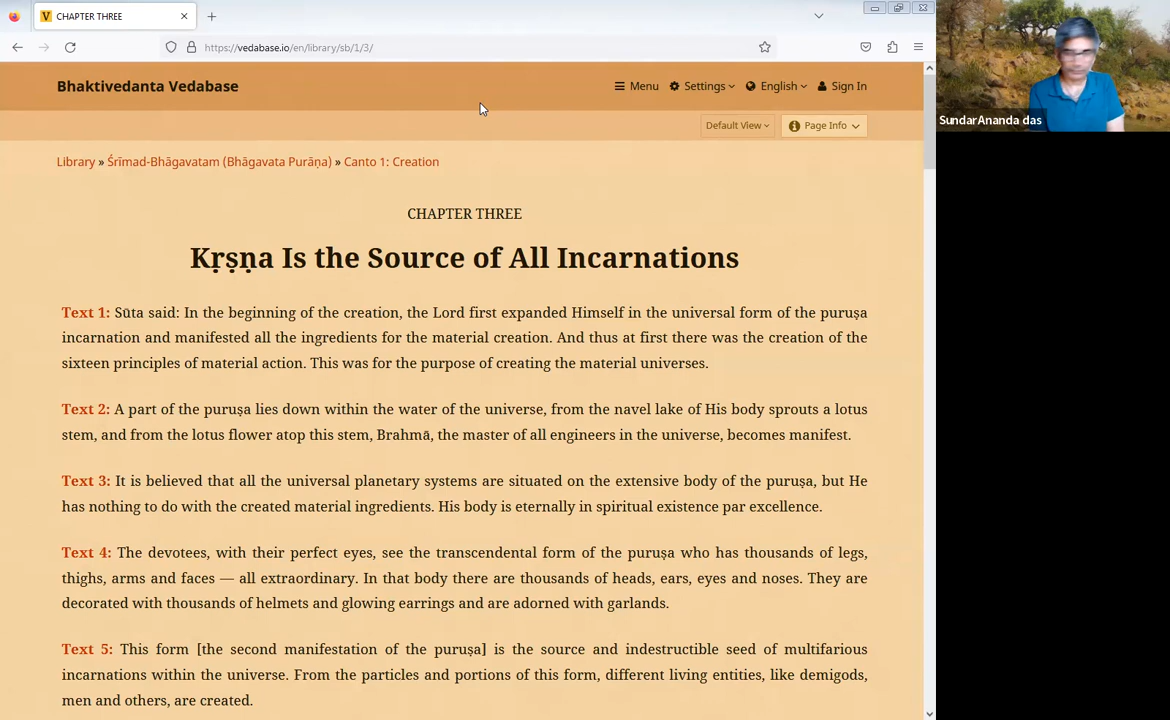 CHAPTER THREE
https://vedabase.io/en/library/sb/1/3/
Bhaktivedanta Vedabase
Menu Settings English Sign In
Default View Page Info
Library » Śrīmad-Bhāgavatam (Bhāgavata Purāṇa) » Canto 1: Creation
CHAPTER THREE
Kṛṣṇa Is the Source of All Incarnations
Text 1: Sūta said: In the beginning of the creation, the Lord first expanded Himself in the universal form of the puruṣa
incarnation and manifested all the ingredients for the material creation. And thus at first there was the creation of the
sixteen principles of material action. This was for the purpose of creating the material universes.
Text 2: A part of the puruṣa lies down within the water of the universe, from the navel lake of His body sprouts a lotus
stem, and from the lotus flower atop this stem, Brahmā, the master of all engineers in the universe, becomes manifest.
Text 3: It is believed that all the universal planetary systems are situated on the extensive body of the puruṣa, but He
has nothing to do with the created material ingredients. His body is eternally in spiritual existence par excellence.
Text 4: The devotees, with their perfect eyes, see the transcendental form of the puruṣa who has thousands of legs,
thighs, arms and faces — all extraordinary. In that body there are thousands of heads, ears, eyes and noses. They are
decorated with thousands of helmets and glowing earrings and are adorned with garlands.
Text 5: This form [the second manifestation of the puruṣa] is the source and indestructible seed of multifarious
incarnations within the universe. From the particles and portions of this form, different living entities, like demigods,
men and others, are created.
SundarAnanda das